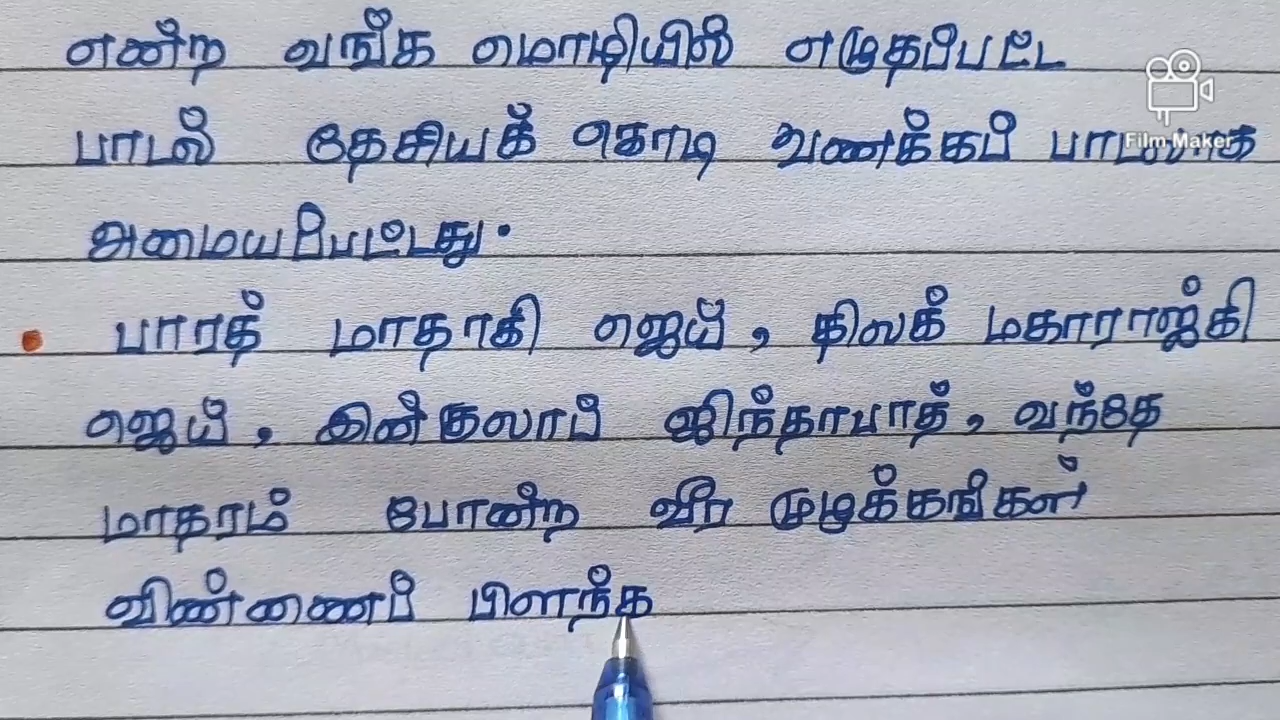 என்ற வங்க மொழியில் எழுதப்பட்ட
பாடல் தேசியக் கொடி வணக்கப் பாடலாக
அமையப்பட்டது.
பாரத் மாதாகி ஜெய், திலக் மகாராஜ்கி
ஜெய், இன்குலாப் ஜிந்தாபாத், வந்தே
மாதரம் போன்ற வீர முழக்கங்கள்
விண்ணைப் பிளந்க
Film Maker